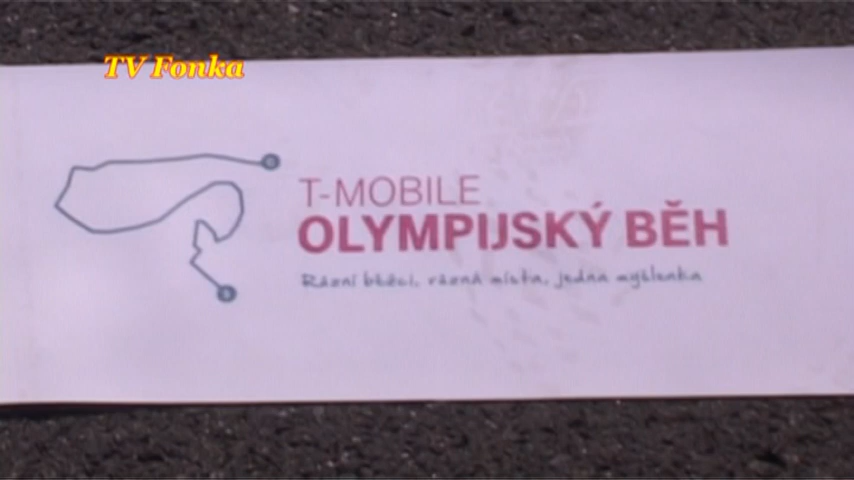 TV Fonka
T-MOBILE
OLYMPIJSKÝ BĚH
Různí běžci, různá místa, jedna myšlenka